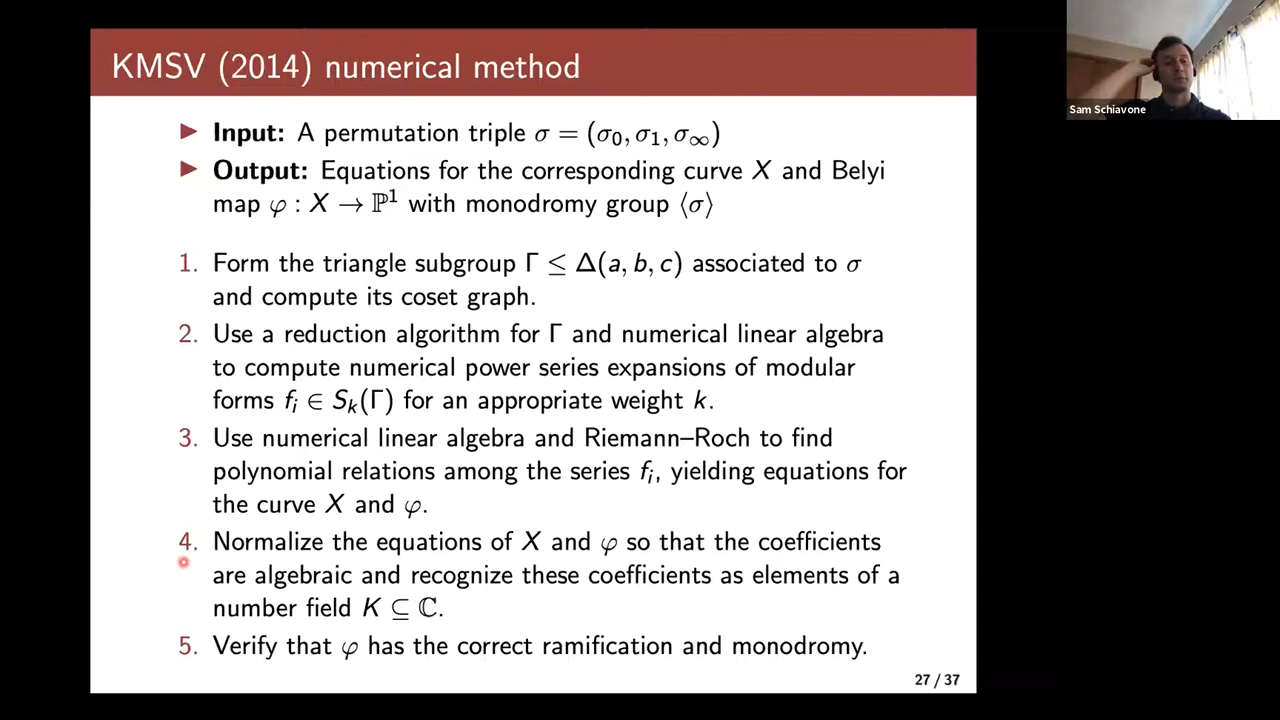 KMSV (2014) numerical method
Sam Schiavone
▶ Input: A permutation triple σ = (σ₀, σ₁, σ∞)
▶ Output: Equations for the corresponding curve X and Belyi
map φ : X → ℙ¹ with monodromy group ⟨σ⟩
1. Form the triangle subgroup Γ ≤ Δ(a, b, c) associated to σ
and compute its coset graph.
2. Use a reduction algorithm for Γ and numerical linear algebra
to compute numerical power series expansions of modular
forms fᵢ ∈ Sₖ(Γ) for an appropriate weight k.
3. Use numerical linear algebra and Riemann–Roch to find
polynomial relations among the series fᵢ, yielding equations for
the curve X and φ.
4. Normalize the equations of X and φ so that the coefficients
are algebraic and recognize these coefficients as elements of a
number field K ⊆ ℂ.
5. Verify that φ has the correct ramification and monodromy.
27 / 37